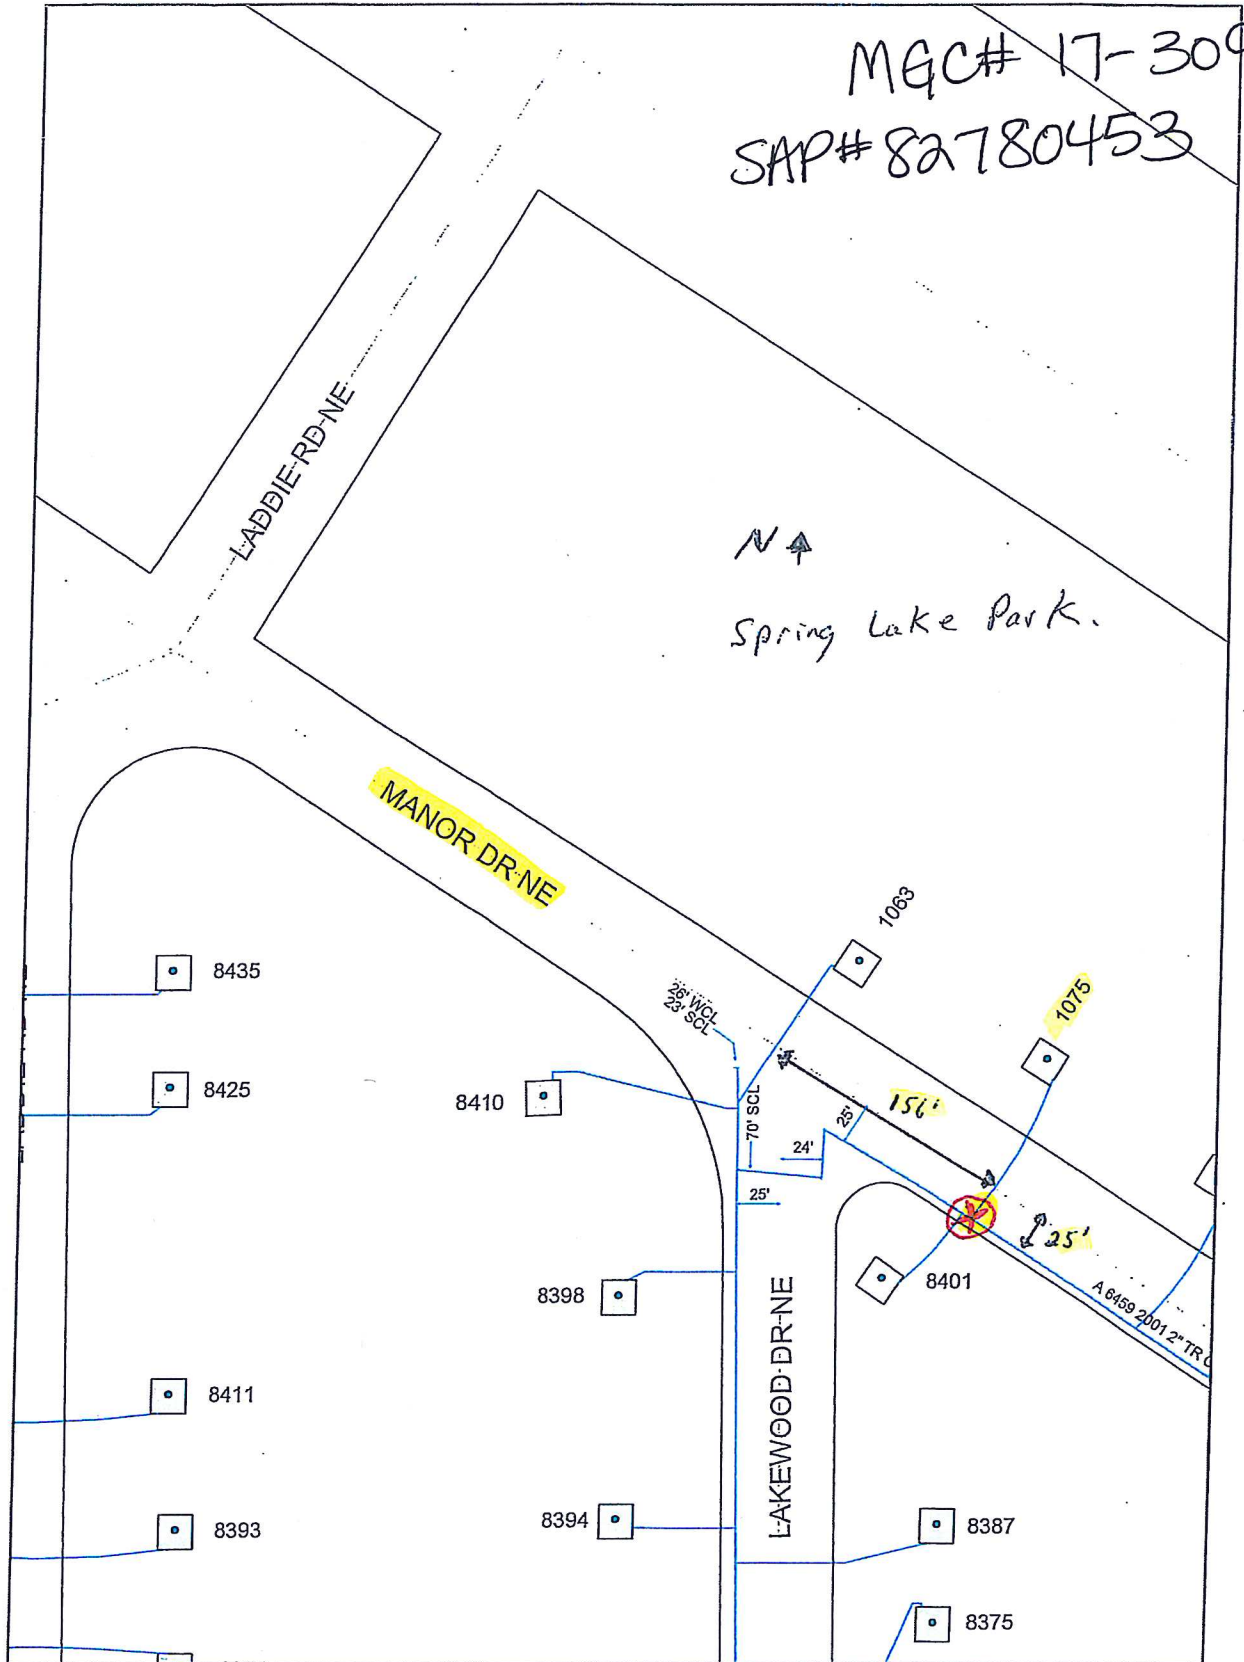 MGC# 17-30
SAP# 82780453
LADDIE-RD-NE
N
Spring Lake Park.
MANOR DR-NE
1063
8435
1075
26' WCL
23' SCL
8425
8410
70' SCL
25'
156'
24'
25'
25'
8401
8398
A 6459 2001 2" TR
LAKEWOOD-DR-NE
8411
8394
8387
8393
8375